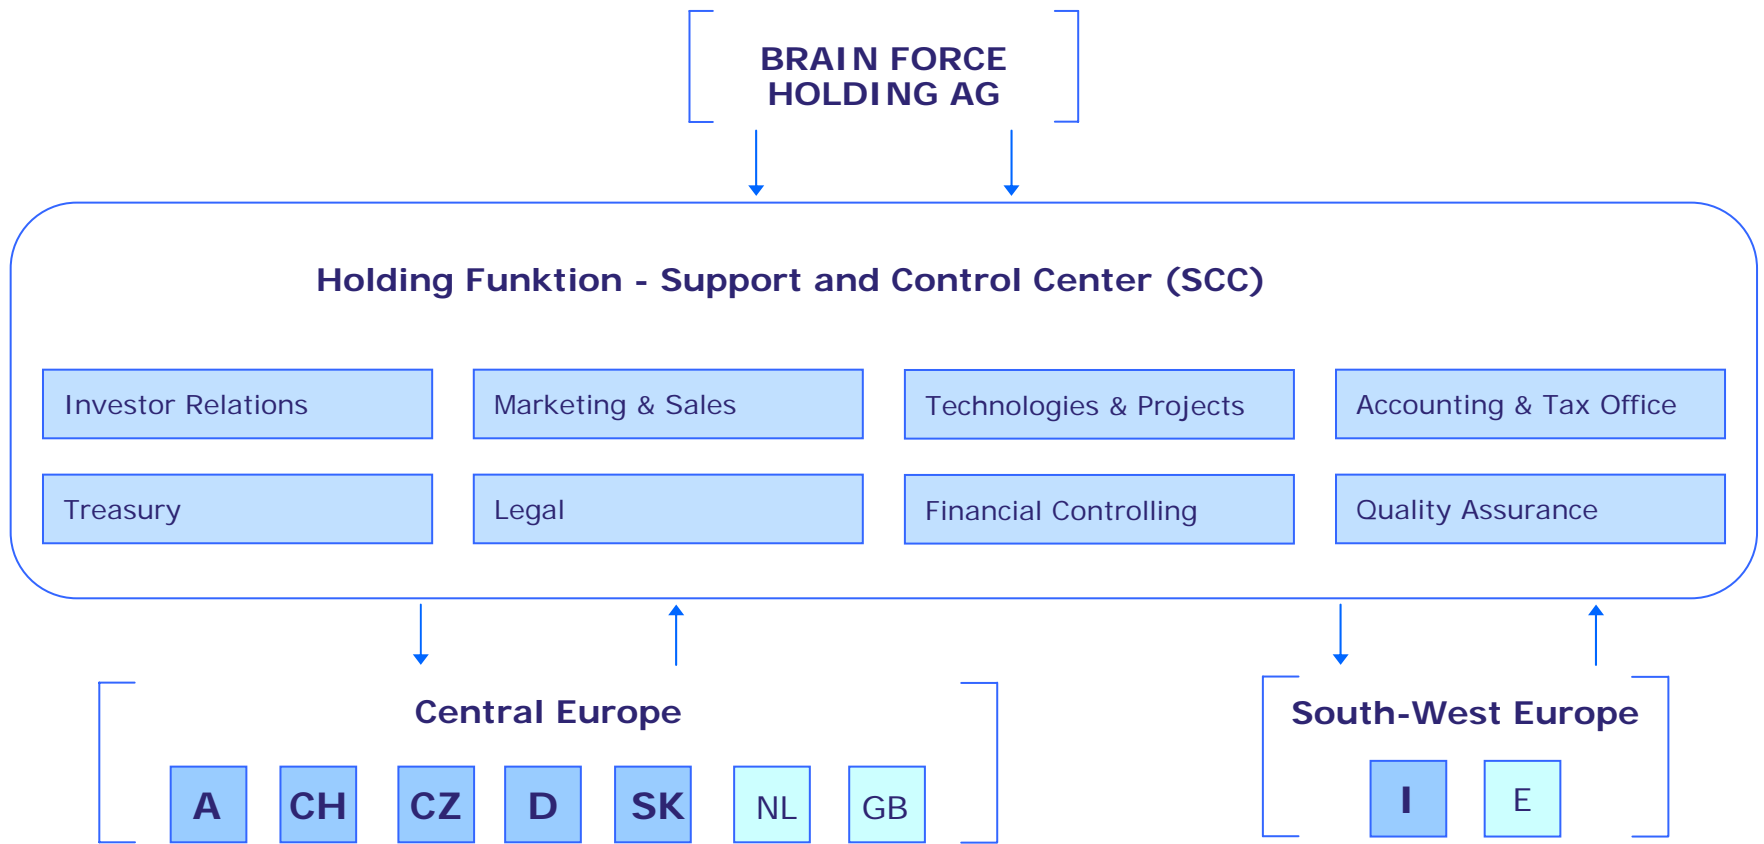 BRAIN FORCE
HOLDING AG
Holding Funktion - Support and Control Center (SCC)
Investor Relations
Marketing & Sales
Technologies & Projects
Accounting & Tax Office
Treasury
Legal
Financial Controlling
Quality Assurance
Central Europe
A
CH
CZ
D
SK
NL
GB
South-West Europe
I
E